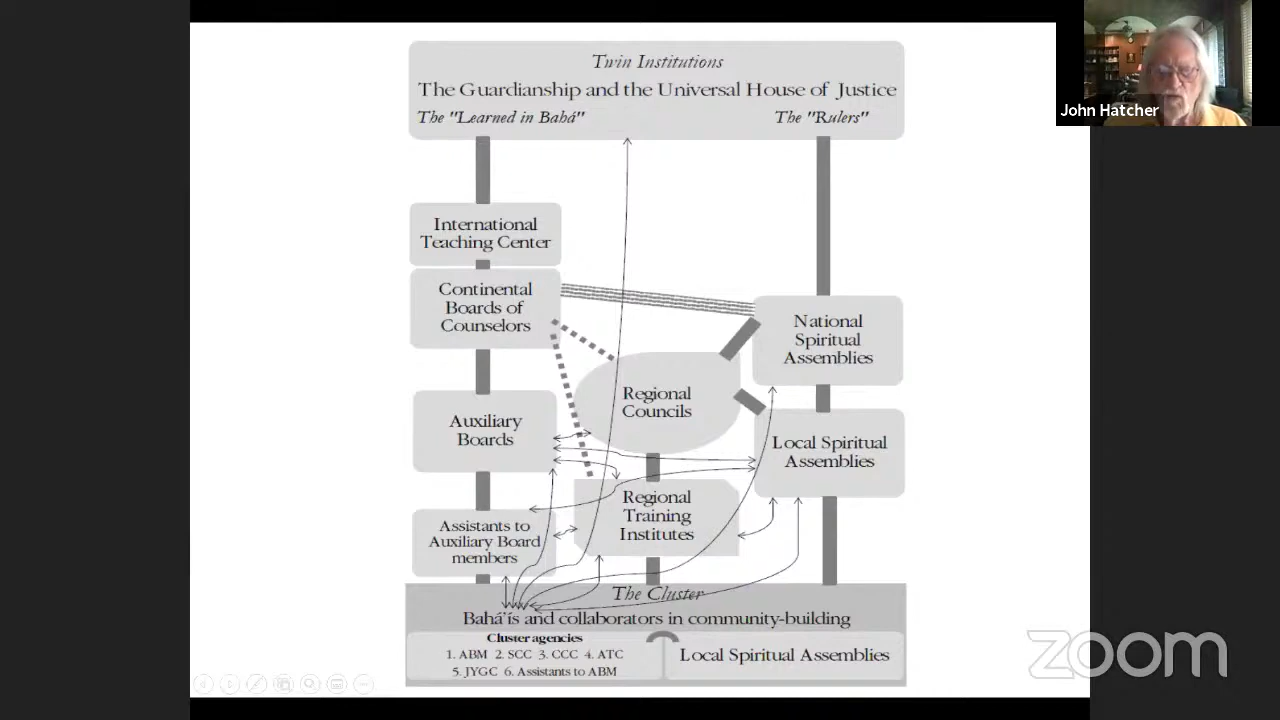 Twin Institutions
The Guardianship and the Universal House of Justice
The "Learned in Bahá"
The "Rulers"
John Hatcher
International
Teaching Center
Continental
Boards of
Counselors
National
Spiritual
Assemblies
Regional
Councils
Auxiliary
Boards
Local Spiritual
Assemblies
Regional
Training
Institutes
Assistants to
Auxiliary Board
members
The Cluster
Bahá'ís and collaborators in community-building
Cluster agencies
1. ABM 2. SCC 3. CCC 4. ATC
5. JYGC 6. Assistants to ABM
Local Spiritual Assemblies
zoom